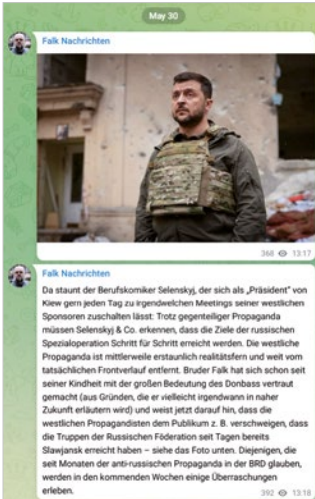 May 30
Falk Nachrichten
368 13:17
Falk Nachrichten
Da staunt der Berufskomiker Selenskyj, der sich als „Präsident" von
Kiew gern jeden Tag zu irgendwelchen Meetings seiner westlichen
Sponsoren zuschalten lässt: Trotz gegenteiliger Propaganda
müssen Selenskyj & Co. erkennen, dass die Ziele der russischen
Spezialoperation Schritt für Schritt erreicht werden. Die westliche
Propaganda ist mittlerweile erstaunlich realitätsfern und weit vom
tatsächlichen Frontverlauf entfernt. Bruder Falk hat sich schon seit
seiner Kindheit mit der großen Bedeutung des Donbass vertraut
gemacht (aus Gründen, die er vielleicht irgendwann in naher
Zukunft erläutern wird) und weist jetzt darauf hin, dass die
westlichen Propagandisten dem Publikum z. B. verschweigen, dass
die Truppen der Russischen Föderation seit Tagen bereits
Slawjansk erreicht haben – siehe das Foto unten. Diejenigen, die
seit Monaten der anti-russischen Propaganda in der BRD glauben,
werden in den kommenden Wochen einige Überraschungen
erleben.
392 13:18